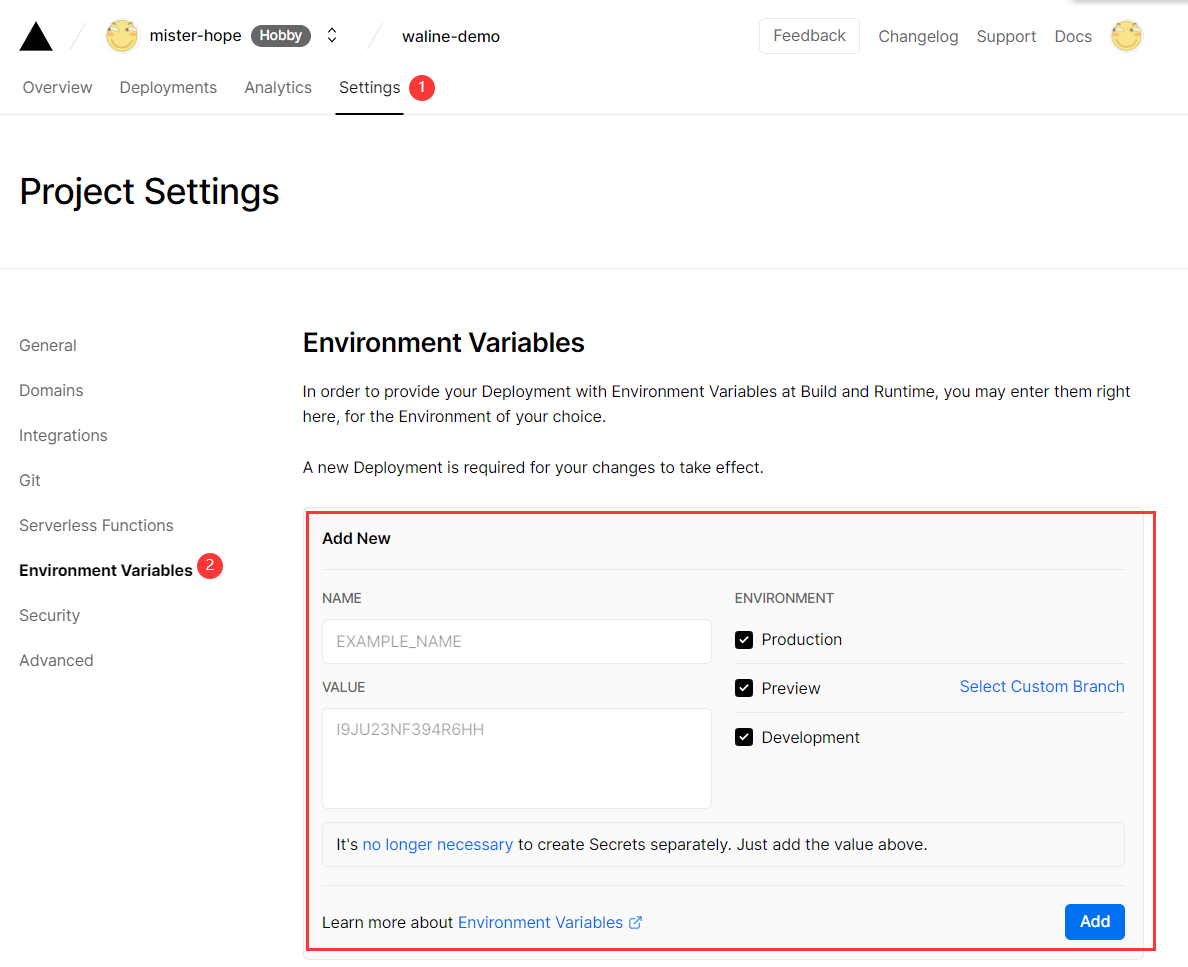 mister-hope Hobby waline-demo Feedback Changelog Support Docs
Overview Deployments Analytics Settings 1
Project Settings
General
Domains
Integrations
Git
Serverless Functions
Environment Variables 2
Security
Advanced
Environment Variables
In order to provide your Deployment with Environment Variables at Build and Runtime, you may enter them right
here, for the Environment of your choice.
A new Deployment is required for your changes to take effect.
Add New
NAME
EXAMPLE_NAME
VALUE
I9JU23NF394R6HH
ENVIRONMENT
Production
Preview Select Custom Branch
Development
It's no longer necessary to create Secrets separately. Just add the value above.
Learn more about Environment Variables
Add